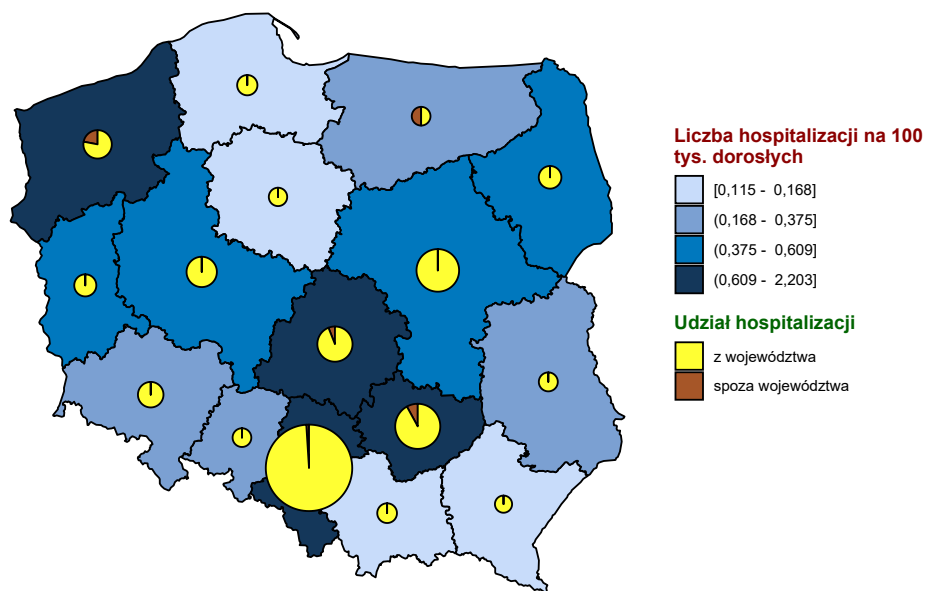 Liczba hospitalizacji na 100
tys. dorosłych
[0,115 - 0,168]
(0,168 - 0,375]
(0,375 - 0,609]
(0,609 - 2,203]
Udział hospitalizacji
z województwa
spoza województwa